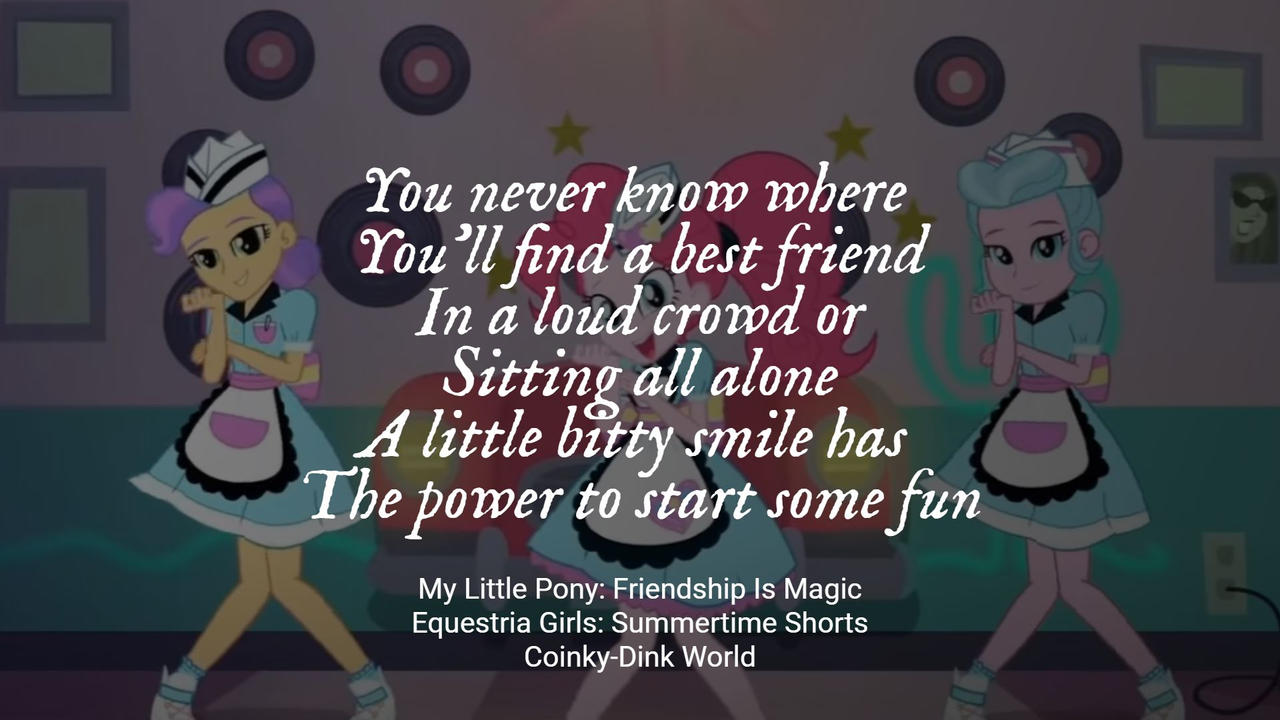 You never know where
You'll find a best friend
In a loud crowd or
Sitting all alone
A little bitty smile has
The power to start some fun
My Little Pony: Friendship Is Magic
Equestria Girls: Summertime Shorts
Coinky-Dink World